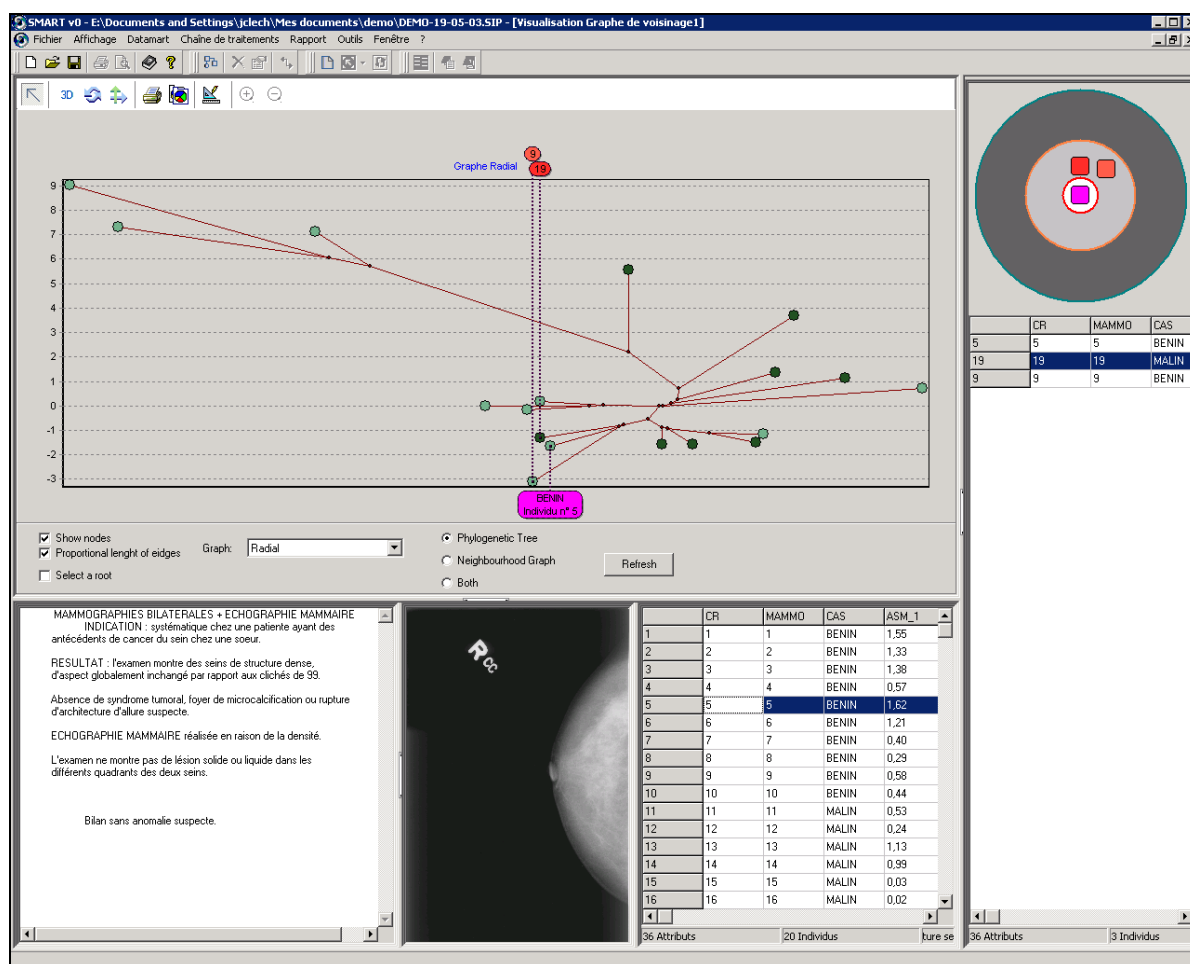 SMART v0 - E:\Documents and Settings\jclech\Mes documents\demo\DEMO-19-05-03.SIP - [Visualisation Graphe de voisinage1]
Fichier Affichage Datamart Chaîne de traitements Rapport Outils Fenêtre ?
3D
Graphe Radial
9
19
9
8
7
6
5
4
3
2
1
0
-1
-2
-3
BENIN
Individu n° 5
Show nodes
Proportional lenght of eidges
Select a root
Graph: Radial
Phylogenetic Tree
Neighbourhood Graph
Both
Refresh
CR MAMMO CAS
5 5 5 BENIN
19 19 19 MALIN
9 9 9 BENIN
36 Attributs 3 Individus
MAMMOGRAPHIES BILATERALES + ECHOGRAPHIE MAMMAIRE
INDICATION : systématique chez une patiente ayant des
antécédents de cancer du sein chez une soeur.
RESULTAT : l'examen montre des seins de structure dense,
d'aspect globalement inchangé par rapport aux clichés de 99.
Absence de syndrome tumoral, foyer de microcalcification ou rupture
d'architecture d'allure suspecte.
ECHOGRAPHIE MAMMAIRE réalisée en raison de la densité.
L'examen ne montre pas de lésion solide ou liquide dans les
différents quadrants des deux seins.
Bilan sans anomalie suspecte.
R CC
CR MAMMO CAS ASM_1
1 1 1 BENIN 1,55
2 2 2 BENIN 1,33
3 3 3 BENIN 1,38
4 4 4 BENIN 0,57
5 5 5 BENIN 1,62
6 6 6 BENIN 1,21
7 7 7 BENIN 0,40
8 8 8 BENIN 0,29
9 9 9 BENIN 0,58
10 10 10 BENIN 0,44
11 11 11 MALIN 0,53
12 12 12 MALIN 0,24
13 13 13 MALIN 1,13
14 14 14 MALIN 0,99
15 15 15 MALIN 0,03
16 16 16 MALIN 0,02
36 Attributs 20 Individus ture se